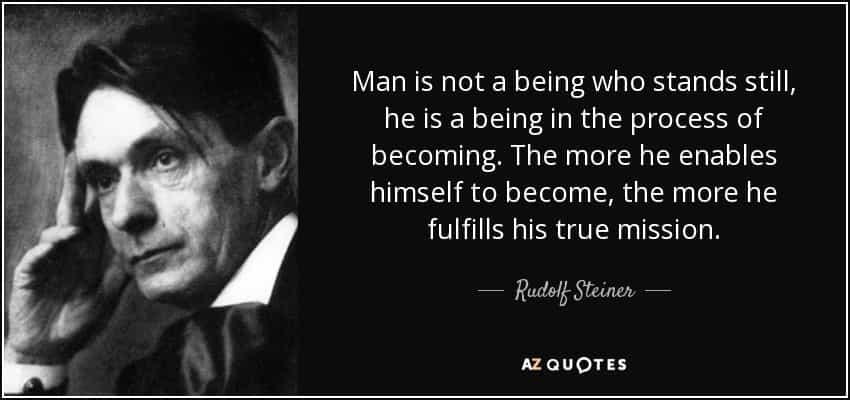 Man is not a being who stands still,
he is a being in the process of
becoming. The more he enables
himself to become, the more he
fulfills his true mission.
Rudolf Steiner
AZ QUOTES